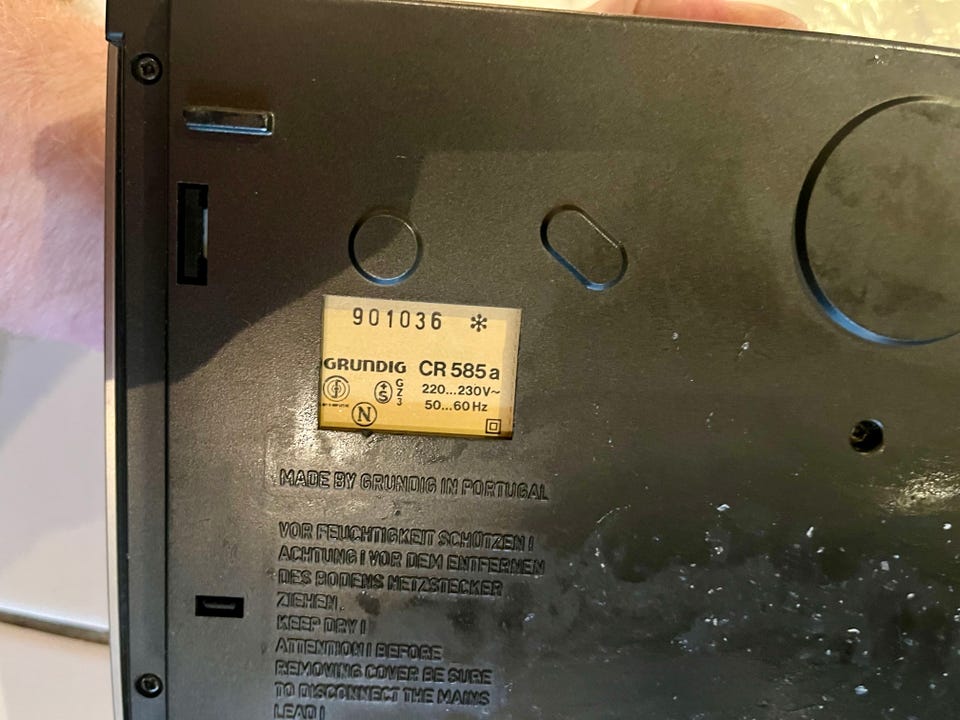 901036 *
GRUNDIG CR 585 a
220...230V~
50...60 Hz
GZ3
S
N
MADE BY GRUNDIG IN PORTUGAL
VOR FEUCHTIGKEIT SCHÜTZEN!
ACHTUNG! VOR DEM ENTFERNEN
DES BODENS NETZSTECKER
ZIEHEN.
KEEP DRY!
ATTENTION! BEFORE
REMOVING COVER BE SURE
TO DISCONNECT THE MAINS
LEAD!